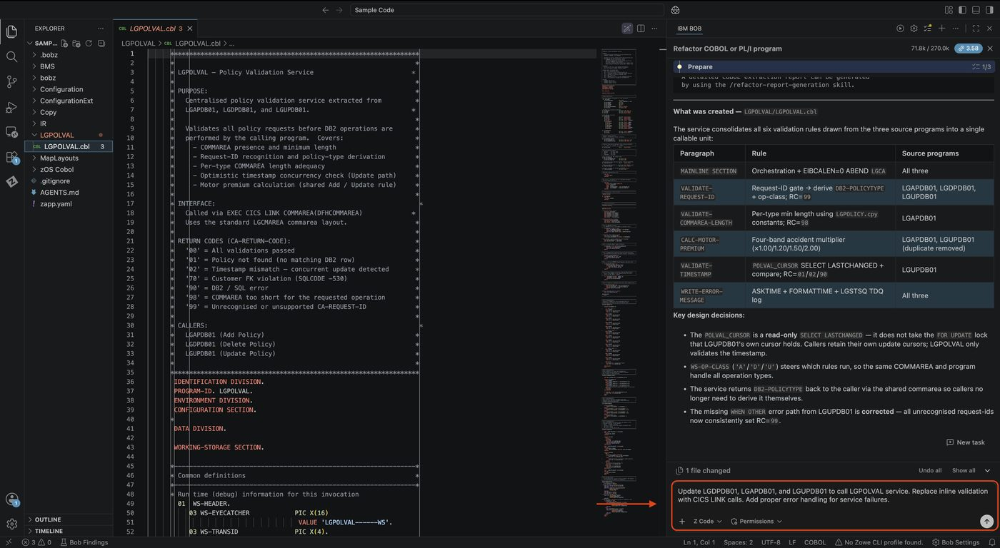 Sample Code
EXPLORER
SAMP...
.bobz
BMS
bobz
Configuration
ConfigurationExt
Copy
IR
LGPOLVAL
CBL LGPOLVAL.cbl 3
MapLayouts
zOS Cobol
.gitignore
AGENTS.md
! zapp.yaml
OUTLINE
TIMELINE
CBL LGPOLVAL.cbl 3
LGPOLVAL > CBL LGPOLVAL.cbl > ...
1 ****************************************************************
2 * *
3 * LGPOLVAL – Policy Validation Service *
4 * *
5 * PURPOSE: *
6 * Centralised policy validation service extracted from *
7 * LGAPDB01, LGDPDB01, and LGUPDB01. *
8 * *
9 * Validates all policy requests before DB2 operations are *
10 * performed by the calling program. Covers: *
11 * – COMMAREA presence and minimum length *
12 * – Request-ID recognition and policy-type derivation *
13 * – Per-type COMMAREA length adequacy *
14 * – Optimistic timestamp concurrency check (Update path) *
15 * – Motor premium calculation (shared Add / Update rule) *
16 * *
17 * INTERFACE: *
18 * Called via EXEC CICS LINK COMMAREA(DFHCOMMAREA) *
19 * Uses the standard LGCMAREA commarea layout. *
20 * *
21 * RETURN CODES (CA-RETURN-CODE): *
22 * '00' = All validations passed *
23 * '01' = Policy not found (no matching DB2 row) *
24 * '02' = Timestamp mismatch – concurrent update detected *
25 * '70' = Customer FK violation (SQLCODE -530) *
26 * '90' = DB2 / SQL error *
27 * '98' = COMMAREA too short for the requested operation *
28 * '99' = Unrecognised or unsupported CA-REQUEST-ID *
29 * *
30 * CALLERS: *
31 * LGAPDB01 (Add Policy) *
32 * LGDPDB01 (Delete Policy) *
33 * LGUPDB01 (Update Policy) *
34 * *
35 ****************************************************************
36 IDENTIFICATION DIVISION.
37 PROGRAM-ID. LGPOLVAL.
38 ENVIRONMENT DIVISION.
39 CONFIGURATION SECTION.
40 *
41 DATA DIVISION.
42
43 WORKING-STORAGE SECTION.
44
45 *----------------------------------------------------------------*
46 * Common definitions *
47 *----------------------------------------------------------------*
48 * Run time (debug) information for this invocation
49 01 WS-HEADER.
50 03 WS-EYECATCHER PIC X(16)
51 VALUE 'LGPOLVAL------WS'.
52 03 WS-TRANSID PIC X(4).
IBM BOB
Refactor COBOL or PL/I program 71.8k / 270.0k 3.58
Prepare 1/3
A detailed COBOL extraction report can be generated
by using the /refactor-report-generation skill.
What was created — LGPOLVAL/LGPOLVAL.cbl
The service consolidates all six validation rules drawn from the three source programs into a single
callable unit:
Paragraph Rule Source programs
MAINLINE SECTION Orchestration + EIBCALEN=0 ABEND LGCA All three
VALIDATE-REQUEST-ID Request-ID gate → derive DB2-POLICYTYPE + op-class; RC=99 LGAPDB01, LGDPDB01, LGUPDB01
VALIDATE-COMMAREA-LENGTH Per-type min length using LGPOLICY.cpy constants; RC=98 LGAPDB01
CALC-MOTOR-PREMIUM Four-band accident multiplier (×1.00/1.20/1.50/2.00) LGAPDB01, LGUPDB01 (duplicate removed)
VALIDATE-TIMESTAMP POLVAL_CURSOR SELECT LASTCHANGED + compare; RC=01/02/90 LGUPDB01
WRITE-ERROR-MESSAGE ASKTIME + FORMATTIME + LGSTSQ TDQ log All three
Key design decisions:
• The POLVAL_CURSOR is a read-only SELECT LASTCHANGED — it does not take the FOR UPDATE lock
that LGUPDB01's own cursor holds. Callers retain their own update cursors; LGPOLVAL only
validates the timestamp.
• WS-OP-CLASS ('A'/'D'/'U') steers which rules run, so the same COMMAREA and program
handle all operation types.
• The service returns DB2-POLICYTYPE back to the caller via the shared commarea so callers no
longer need to derive it themselves.
• The missing WHEN OTHER error path from LGUPDB01 is corrected — all unrecognised request-ids
now consistently set RC=99.
New task
1 file changed Undo all Show all
Update LGDPDB01, LGAPDB01, and LGUPDB01 to call LGPOLVAL service. Replace inline validation
with CICS LINK calls. Add proper error handling for service failures.
Z Code Permissions
3 0 Bob Findings
Ln 1, Col 1 Spaces: 2 UTF-8 LF COBOL No Zowe CLI profile found. Bob Settings